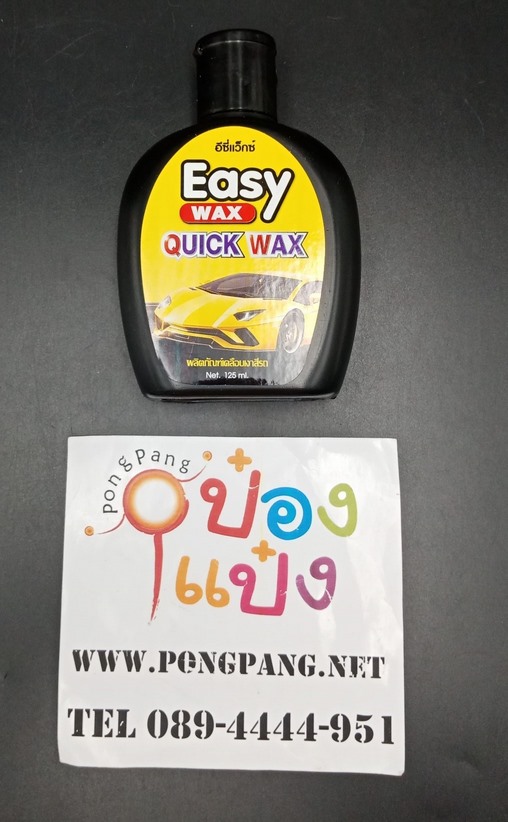 อีซี่แว็กซ์
Easy
WAX
QUICK WAX
ผลิตภัณฑ์เคลือบเงาสีรถ
Net. 125 ml.
PongPang
ป๋อง
แป๋ง
WWW.PONGPANG.NET
TEL 089-4444-951